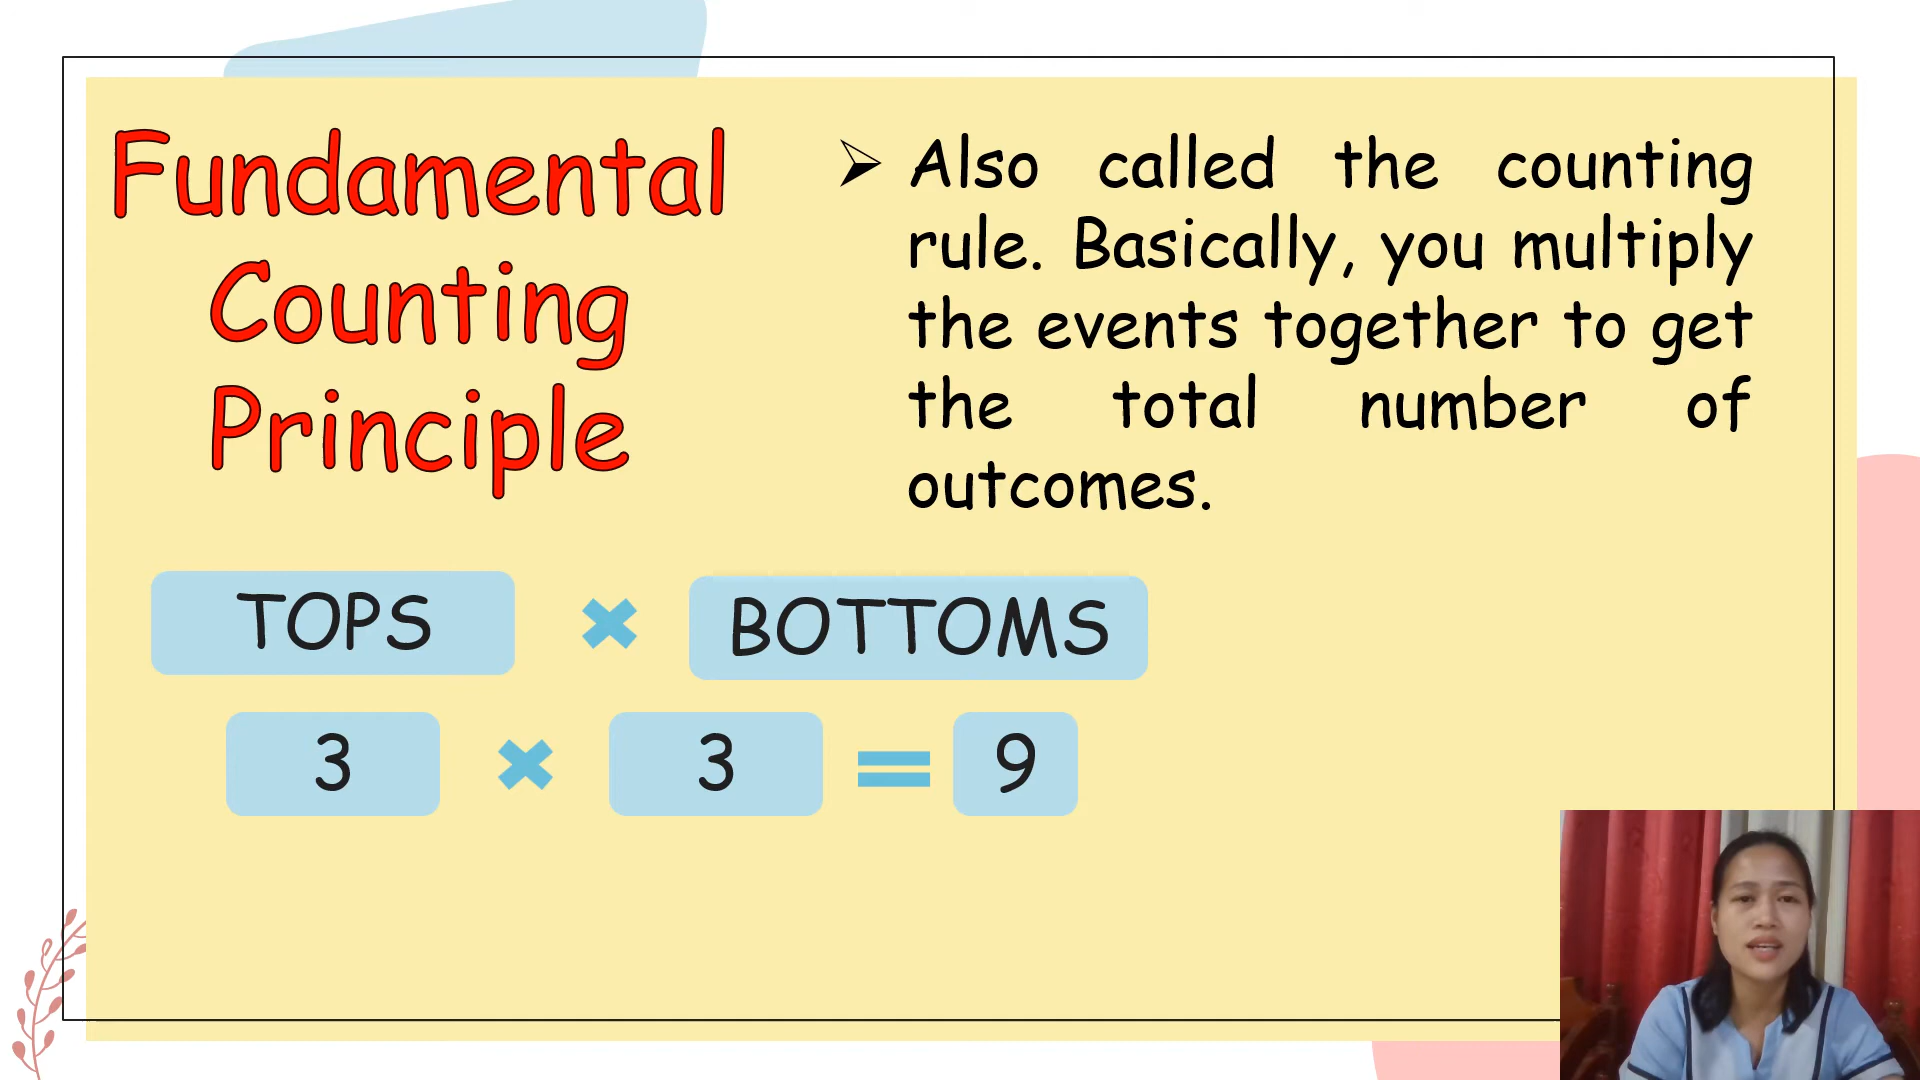 Fundamental
Counting
Principle
Also called the counting
rule. Basically, you multiply
the events together to get
the total number of
outcomes.
TOPS × BOTTOMS
3 × 3 = 9